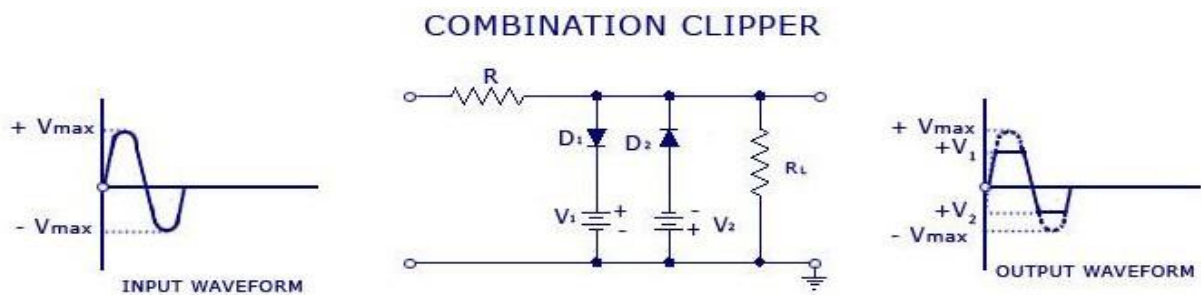 COMBINATION CLIPPER
+ Vmax
- Vmax
INPUT WAVEFORM
R
D1
D2
RL
V1
+
-
-
+
V2
+ Vmax
+V1
+V2
- Vmax
OUTPUT WAVEFORM